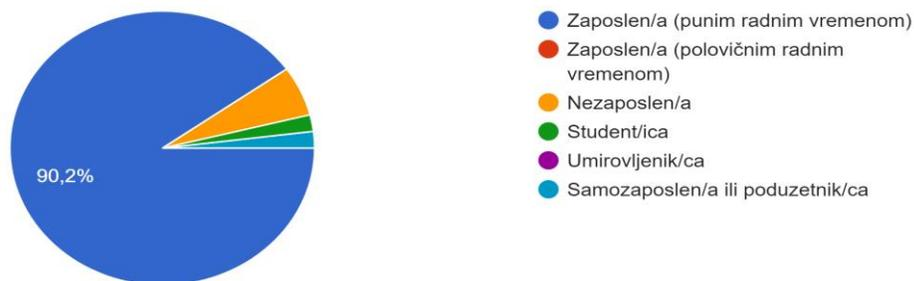 90,2%
Zaposlen/a (punim radnim vremenom)
Zaposlen/a (polovičnim radnim
vremenom)
Nezaposlen/a
Student/ica
Umirovljenik/ca
Samozaposlen/a ili poduzetnik/ca